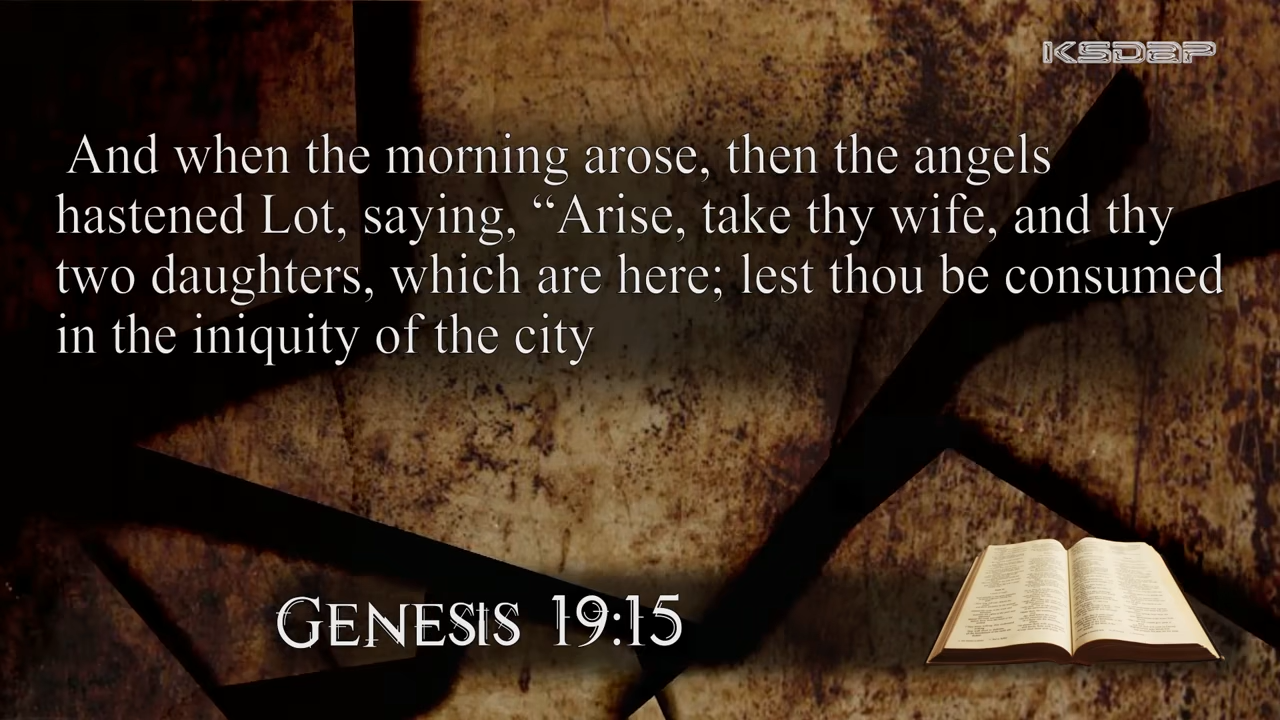 KSDAP
And when the morning arose, then the angels
hastened Lot, saying, “Arise, take thy wife, and thy
two daughters, which are here; lest thou be consumed
in the iniquity of the city
Genesis 19:15